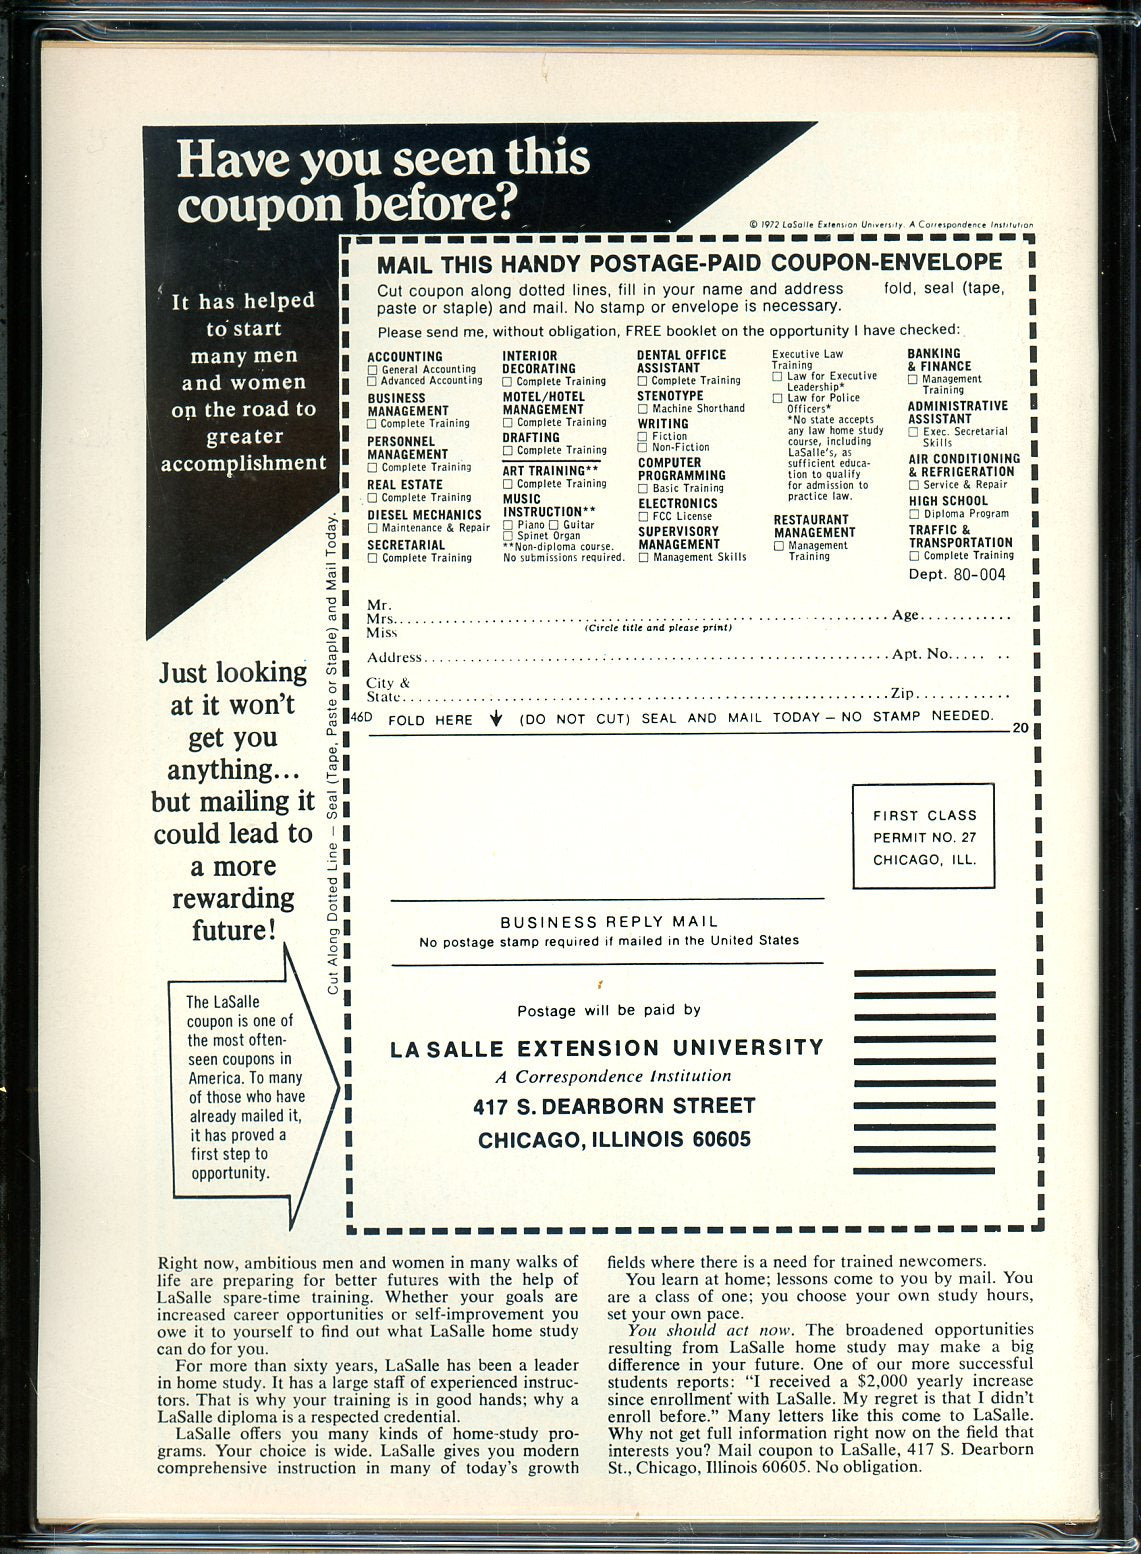 Have you seen this
coupon before?
© 1972 LaSalle Extension University. A Correspondence Institution
It has helped
to start
many men
and women
on the road to
greater
accomplishment
MAIL THIS HANDY POSTAGE-PAID COUPON-ENVELOPE
Cut coupon along dotted lines, fill in your name and address fold, seal (tape,
paste or staple) and mail. No stamp or envelope is necessary.
Please send me, without obligation, FREE booklet on the opportunity I have checked:
ACCOUNTING
□ General Accounting
□ Advanced Accounting
BUSINESS
MANAGEMENT
□ Complete Training
PERSONNEL
MANAGEMENT
□ Complete Training
REAL ESTATE
□ Complete Training
DIESEL MECHANICS
□ Maintenance & Repair
SECRETARIAL
□ Complete Training
INTERIOR
DECORATING
□ Complete Training
MOTEL/HOTEL
MANAGEMENT
□ Complete Training
DRAFTING
□ Complete Training
ART TRAINING**
□ Complete Training
MUSIC
INSTRUCTION**
□ Piano □ Guitar
□ Spinet Organ
**Non-diploma course.
No submissions required.
DENTAL OFFICE
ASSISTANT
□ Complete Training
STENOTYPE
□ Machine Shorthand
WRITING
□ Fiction
□ Non-Fiction
COMPUTER
PROGRAMMING
□ Basic Training
ELECTRONICS
□ FCC License
SUPERVISORY
MANAGEMENT
□ Management Skills
Executive Law
Training
□ Law for Executive
Leadership*
□ Law for Police
Officers*
*No state accepts
any law home study
course, including
LaSalle's, as
sufficient educa-
tion to qualify
for admission to
practice law.
RESTAURANT
MANAGEMENT
□ Management
Training
BANKING
& FINANCE
□ Management
Training
ADMINISTRATIVE
ASSISTANT
□ Exec. Secretarial
Skills
AIR CONDITIONING
& REFRIGERATION
□ Service & Repair
HIGH SCHOOL
□ Diploma Program
TRAFFIC &
TRANSPORTATION
□ Complete Training
Dept. 80-004
Mr.
Mrs. Age
Miss (Circle title and please print)
Address Apt. No.
City &
State Zip
46D FOLD HERE ↓ (DO NOT CUT) SEAL AND MAIL TODAY – NO STAMP NEEDED.
20
Cut Along Dotted Line – Seal (Tape, Paste or Staple) and Mail Today.
Just looking
at it won't
get you
anything...
but mailing it
could lead to
a more
rewarding
future!
The LaSalle
coupon is one of
the most often-
seen coupons in
America. To many
of those who have
already mailed it,
it has proved a
first step to
opportunity.
FIRST CLASS
PERMIT NO. 27
CHICAGO, ILL.
BUSINESS REPLY MAIL
No postage stamp required if mailed in the United States
Postage will be paid by
LA SALLE EXTENSION UNIVERSITY
A Correspondence Institution
417 S. DEARBORN STREET
CHICAGO, ILLINOIS 60605
Right now, ambitious men and women in many walks of
life are preparing for better futures with the help of
LaSalle spare-time training. Whether your goals are
increased career opportunities or self-improvement you
owe it to yourself to find out what LaSalle home study
can do for you.
For more than sixty years, LaSalle has been a leader
in home study. It has a large staff of experienced instruc-
tors. That is why your training is in good hands; why a
LaSalle diploma is a respected credential.
LaSalle offers you many kinds of home-study pro-
grams. Your choice is wide. LaSalle gives you modern
comprehensive instruction in many of today's growth
fields where there is a need for trained newcomers.
You learn at home; lessons come to you by mail. You
are a class of one; you choose your own study hours,
set your own pace.
You should act now. The broadened opportunities
resulting from LaSalle home study may make a big
difference in your future. One of our more successful
students reports: “I received a $2,000 yearly increase
since enrollment with LaSalle. My regret is that I didn't
enroll before.” Many letters like this come to LaSalle.
Why not get full information right now on the field that
interests you? Mail coupon to LaSalle, 417 S. Dearborn
St., Chicago, Illinois 60605. No obligation.